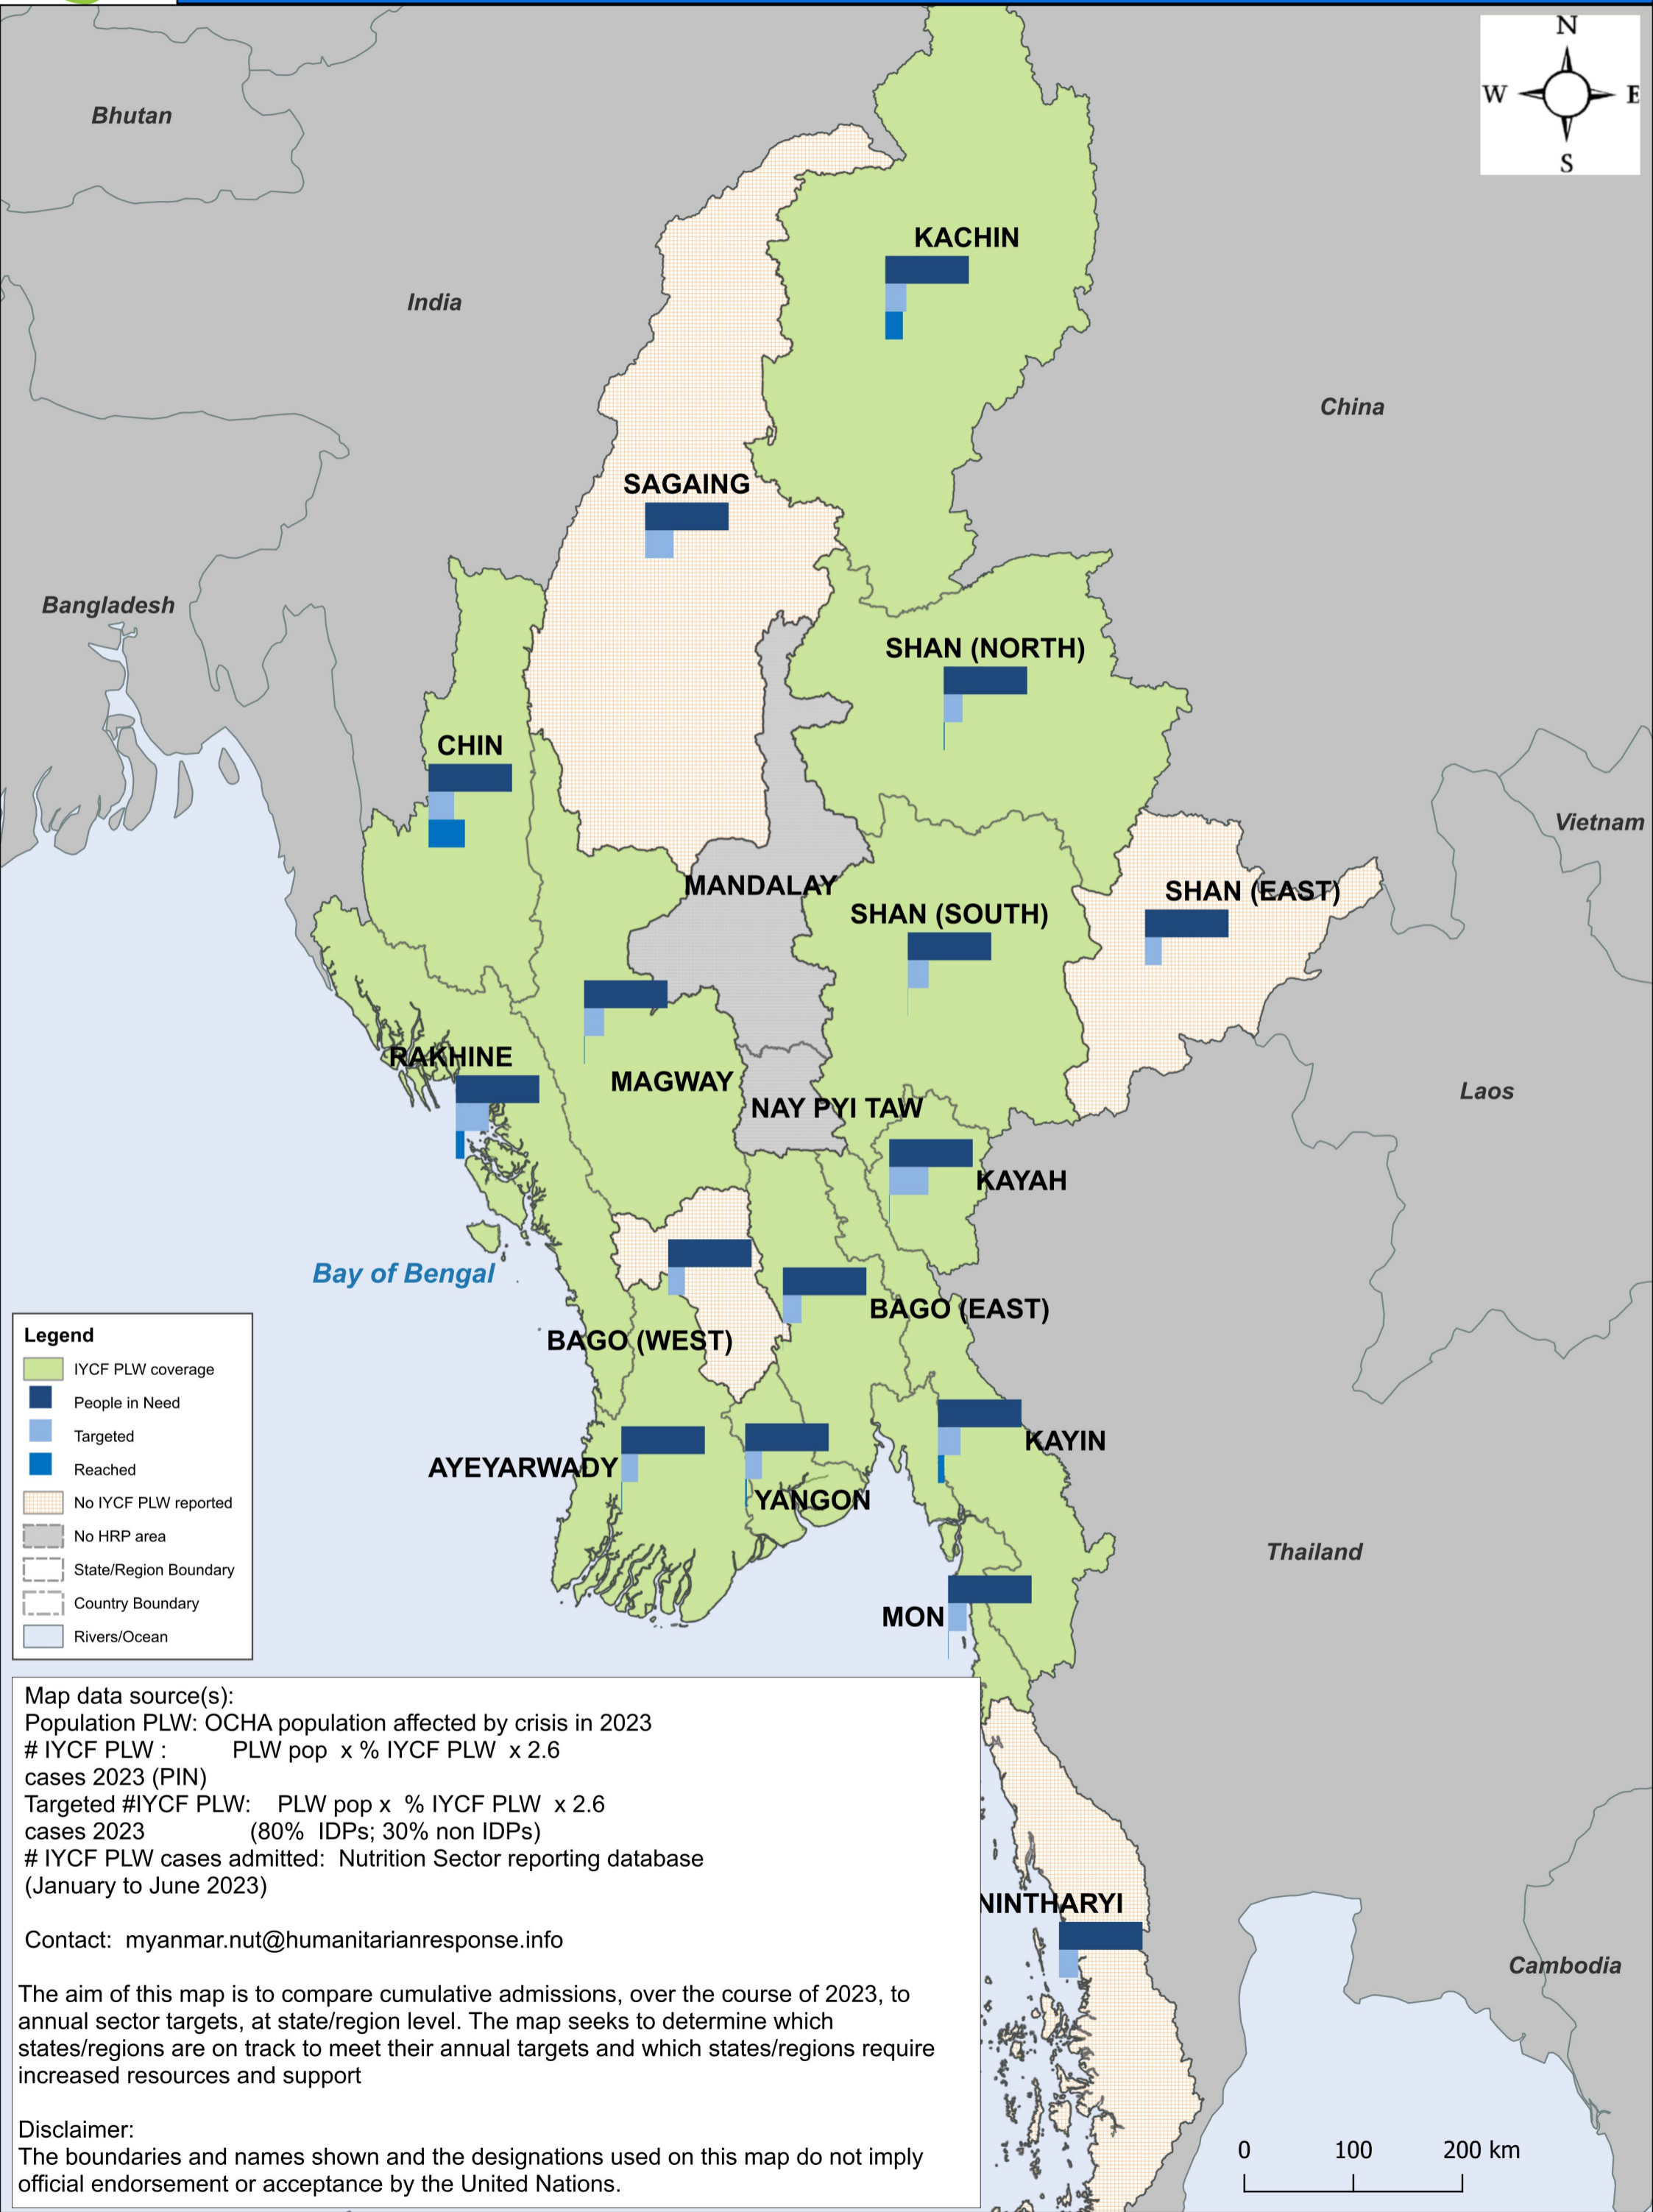 N
W E
S
Bhutan
KACHIN
India
China
SAGAING
Bangladesh
SHAN (NORTH)
CHIN
Vietnam
MANDALAY
SHAN (EAST)
SHAN (SOUTH)
RAKHINE
MAGWAY
Laos
NAY PYI TAW
KAYAH
Bay of Bengal
BAGO (EAST)
BAGO (WEST)
KAYIN
AYEYARWADY
YANGON
Thailand
MON
NINTHARYI
Cambodia
Legend
IYCF PLW coverage
People in Need
Targeted
Reached
No IYCF PLW reported
No HRP area
State/Region Boundary
Country Boundary
Rivers/Ocean
Map data source(s):
Population PLW: OCHA population affected by crisis in 2023
# IYCF PLW : PLW pop x % IYCF PLW x 2.6
cases 2023 (PIN)
Targeted #IYCF PLW: PLW pop x % IYCF PLW x 2.6
cases 2023 (80% IDPs; 30% non IDPs)
# IYCF PLW cases admitted: Nutrition Sector reporting database
(January to June 2023)
Contact: myanmar.nut@humanitarianresponse.info
The aim of this map is to compare cumulative admissions, over the course of 2023, to
annual sector targets, at state/region level. The map seeks to determine which
states/regions are on track to meet their annual targets and which states/regions require
increased resources and support
Disclaimer:
The boundaries and names shown and the designations used on this map do not imply
official endorsement or acceptance by the United Nations.
0 100 200 km